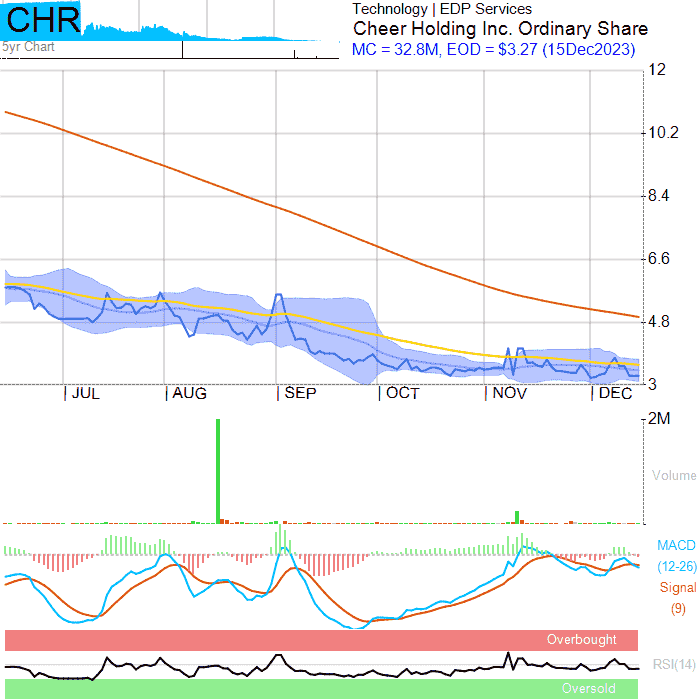 CHR
5yr Chart
Technology | EDP Services
Cheer Holding Inc. Ordinary Share
MC = 32.8M, EOD = $3.27 (15Dec2023)
12
10.2
8.4
6.6
4.8
3
JUL
AUG
SEP
OCT
NOV
DEC
2M
Volume
MACD
(12-26)
Signal
(9)
Overbought
RSI(14)
Oversold